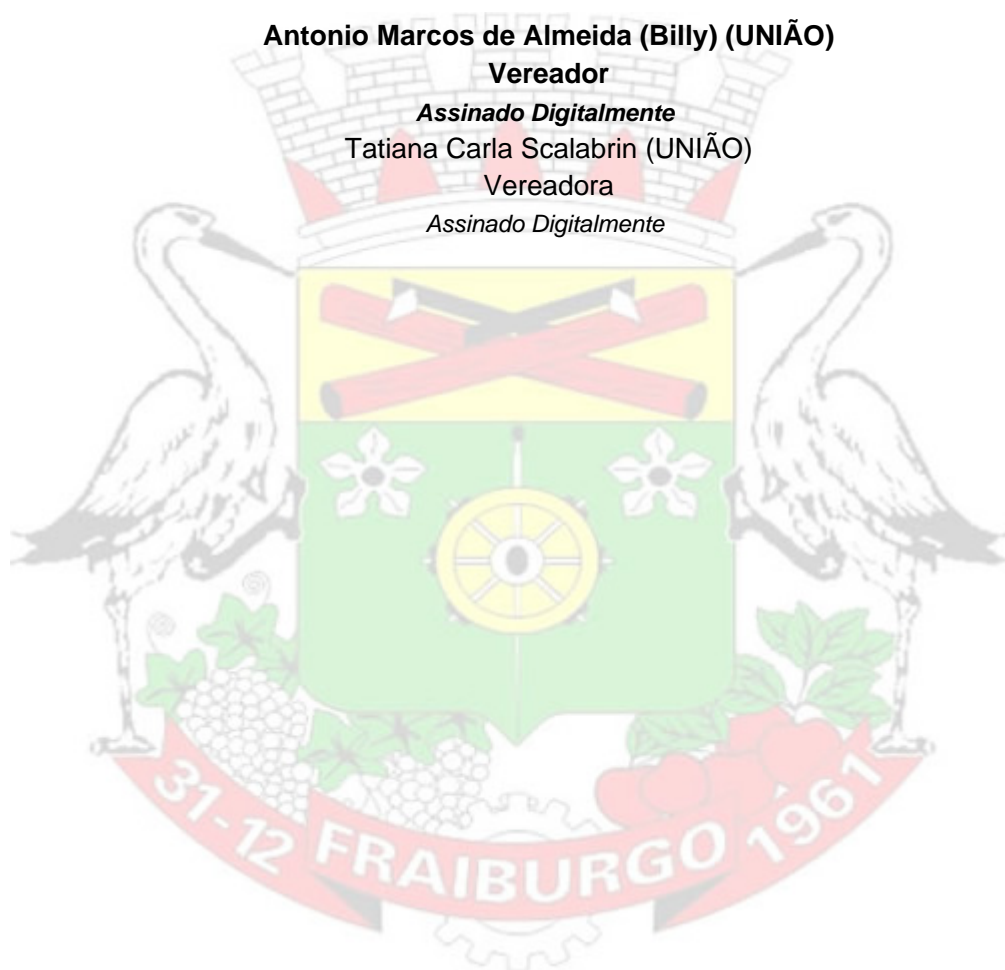 Antonio Marcos de Almeida (Billy) (UNIÃO)
Vereador
Assinado Digitalmente
Tatiana Carla Scalabrin (UNIÃO)
Vereadora
Assinado Digitalmente
31-12 FRAIBURGO 1961